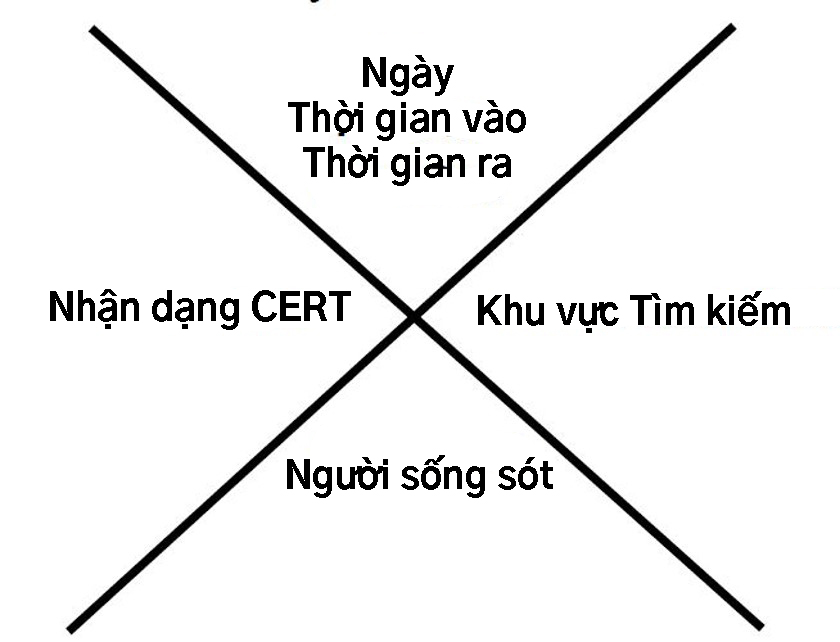 Ngày
Thời gian vào
Thời gian ra
Nhận dạng CERT
Khu vực Tìm kiếm
Người sống sót